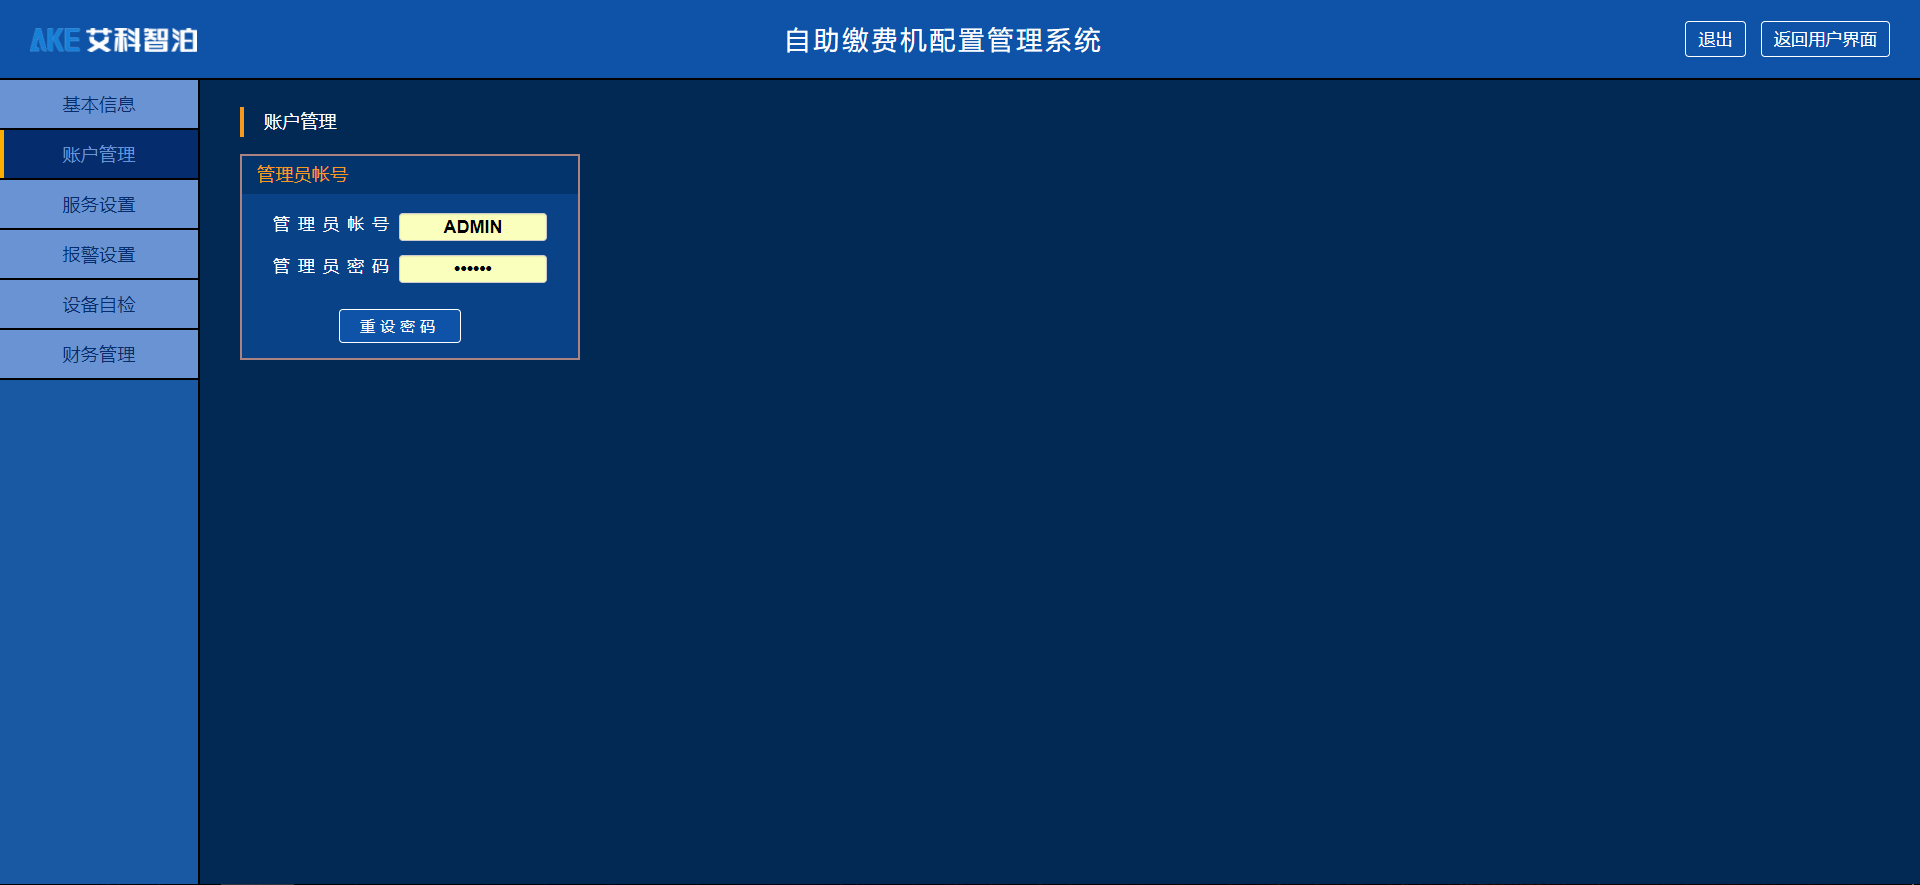 AKE 艾科智泊
自助缴费机配置管理系统
退出
返回用户界面
基本信息
账户管理
服务设置
报警设置
设备自检
财务管理
账户管理
管理员帐号
管理员帐号 ADMIN
管理员密码 ••••••
重设密码